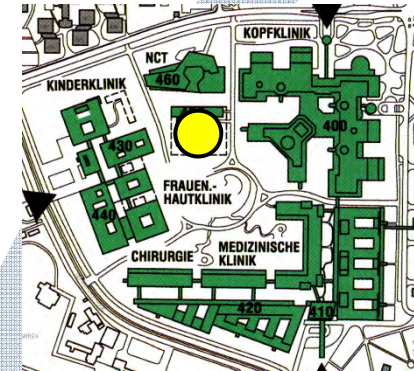 KOPFKLINIK
NCT
460
KINDERKLINIK
400
430
FRAUEN.-
HAUTKLINIK
440
MEDIZINISCHE
KLINIK
CHIRURGIE
420
410